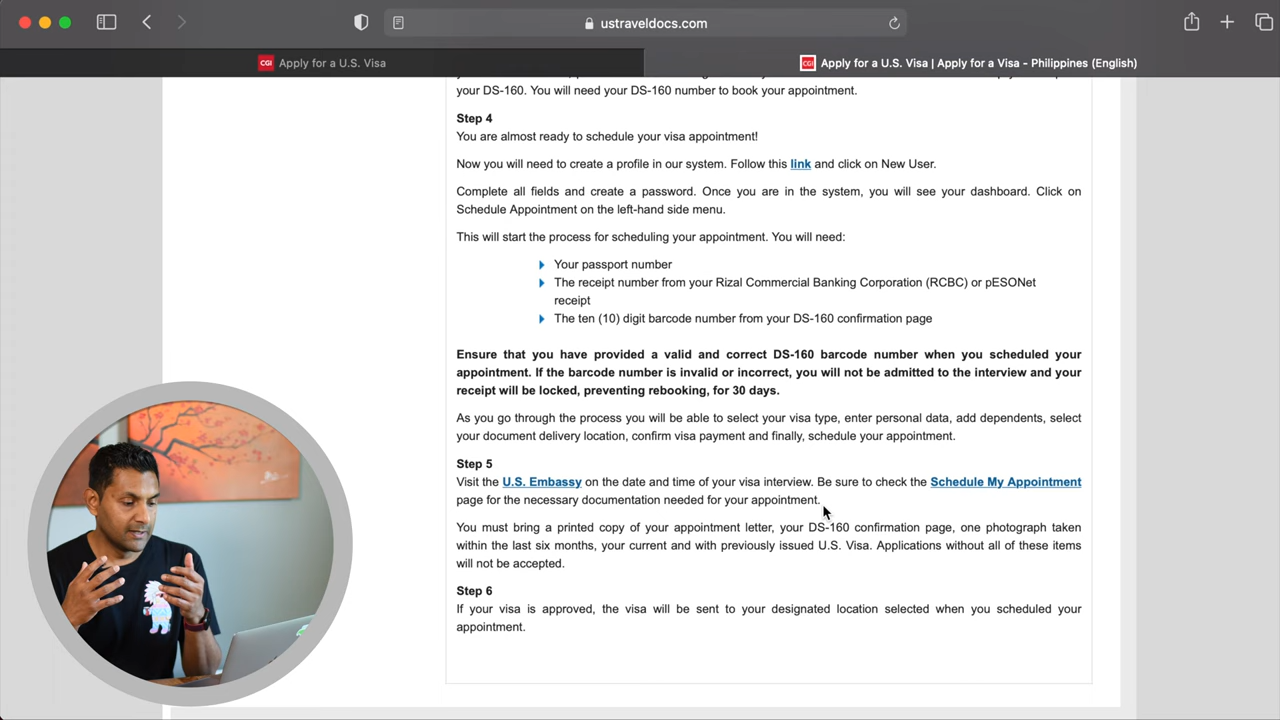 ustraveldocs.com
CGI Apply for a U.S. Visa
CGI Apply for a U.S. Visa | Apply for a Visa - Philippines (English)
your DS-160. You will need your DS-160 number to book your appointment.
Step 4
You are almost ready to schedule your visa appointment!
Now you will need to create a profile in our system. Follow this link and click on New User.
Complete all fields and create a password. Once you are in the system, you will see your dashboard. Click on
Schedule Appointment on the left-hand side menu.
This will start the process for scheduling your appointment. You will need:
Your passport number
The receipt number from your Rizal Commercial Banking Corporation (RCBC) or pESONet
receipt
The ten (10) digit barcode number from your DS-160 confirmation page
Ensure that you have provided a valid and correct DS-160 barcode number when you scheduled your
appointment. If the barcode number is invalid or incorrect, you will not be admitted to the interview and your
receipt will be locked, preventing rebooking, for 30 days.
As you go through the process you will be able to select your visa type, enter personal data, add dependents, select
your document delivery location, confirm visa payment and finally, schedule your appointment.
Step 5
Visit the U.S. Embassy on the date and time of your visa interview. Be sure to check the Schedule My Appointment
page for the necessary documentation needed for your appointment.
You must bring a printed copy of your appointment letter, your DS-160 confirmation page, one photograph taken
within the last six months, your current and with previously issued U.S. Visa. Applications without all of these items
will not be accepted.
Step 6
If your visa is approved, the visa will be sent to your designated location selected when you scheduled your
appointment.